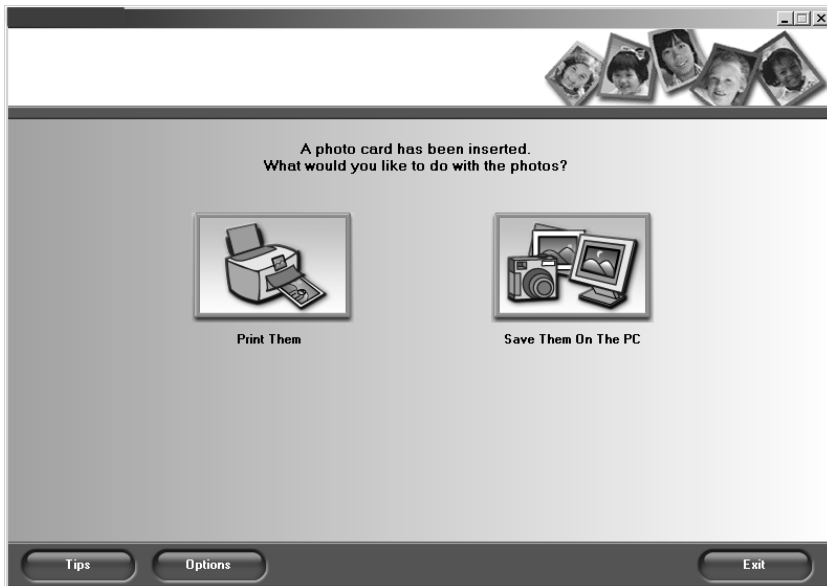 A photo card has been inserted.
What would you like to do with the photos?
Print Them
Save Them On The PC
Tips
Options
Exit